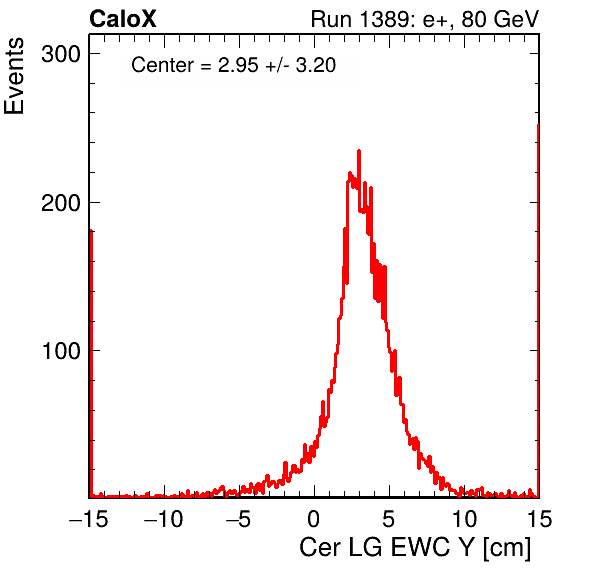 CaloX Run 1389: e+, 80 GeV
Center = 2.95 +/- 3.20
Events
300
200
100
−15 −10 −5 0 5 10 15
Cer LG EWC Y [cm]